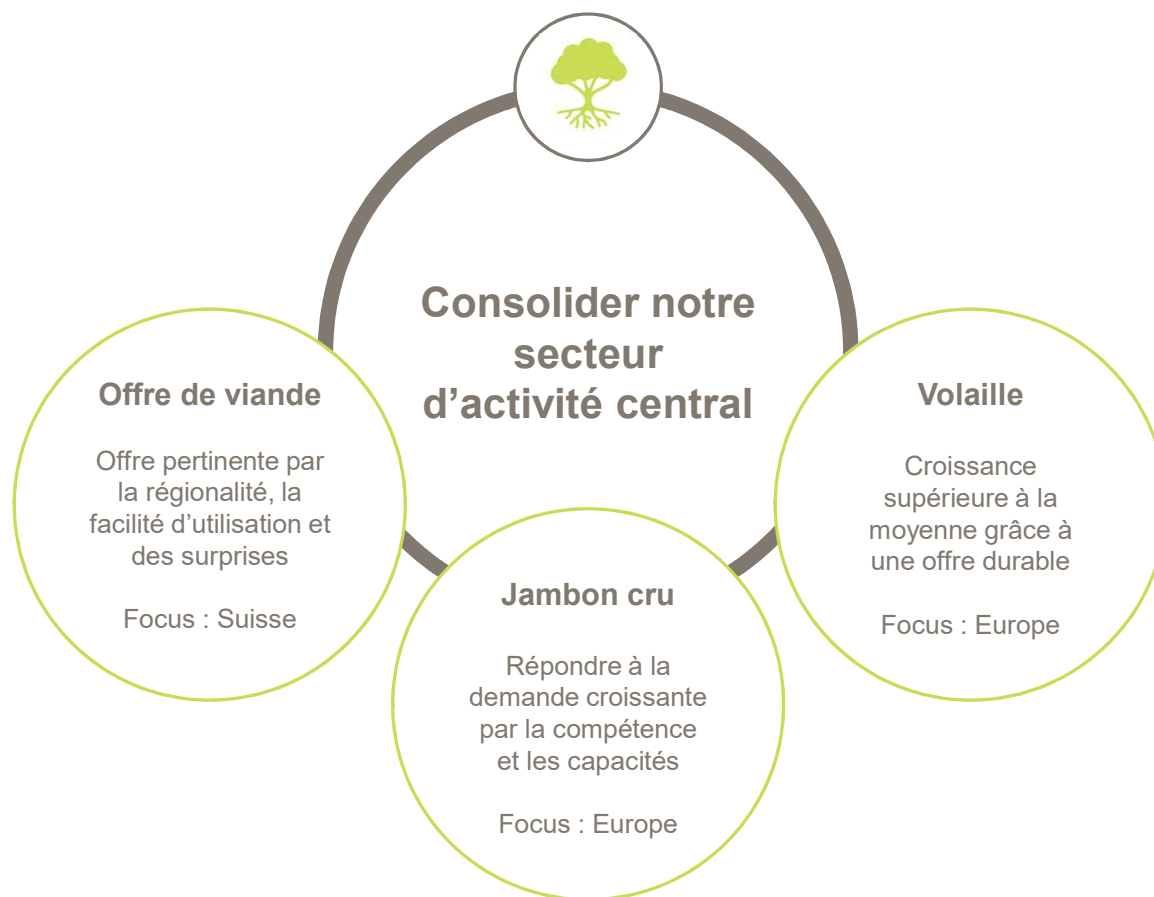 Consolider notre
secteur
d’activité central
Offre de viande
Offre pertinente par
la régionalité, la
facilité d’utilisation et
des surprises
Focus : Suisse
Jambon cru
Répondre à la
demande croissante
par la compétence
et les capacités
Focus : Europe
Volaille
Croissance
supérieure à la
moyenne grâce à
une offre durable
Focus : Europe